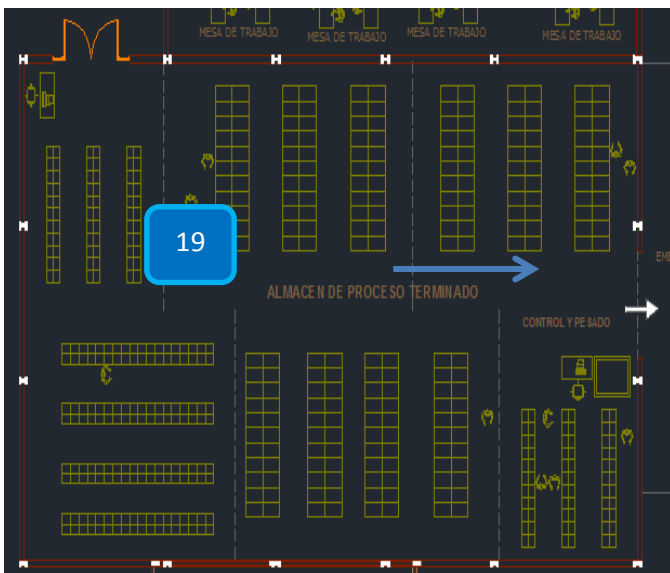 MESA DE TRABAJO
MESA DE TRABAJO
MESA DE TRABAJO
MESA DE TRABAJO
19
EMB
ALMACEN DE PROCESO TERMINADO
CONTROL Y PESADO